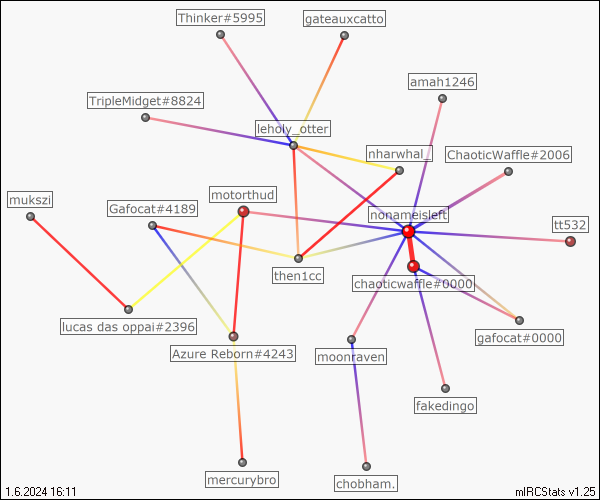 Thinker#5995
gateauxcatto
amah1246
TripleMidget#8824
leholy_otter
nharwhal_
ChaoticWaffle#2006
mukszi
motorthud
Gafocat#4189
nonameisleft
tt532
then1cc
chaoticwaffle#0000
lucas das oppai#2396
gafocat#0000
Azure Reborn#4243
moonraven
fakedingo
mercurybro
chobham.
1.6.2024 16:11
mIRCStats v1.25